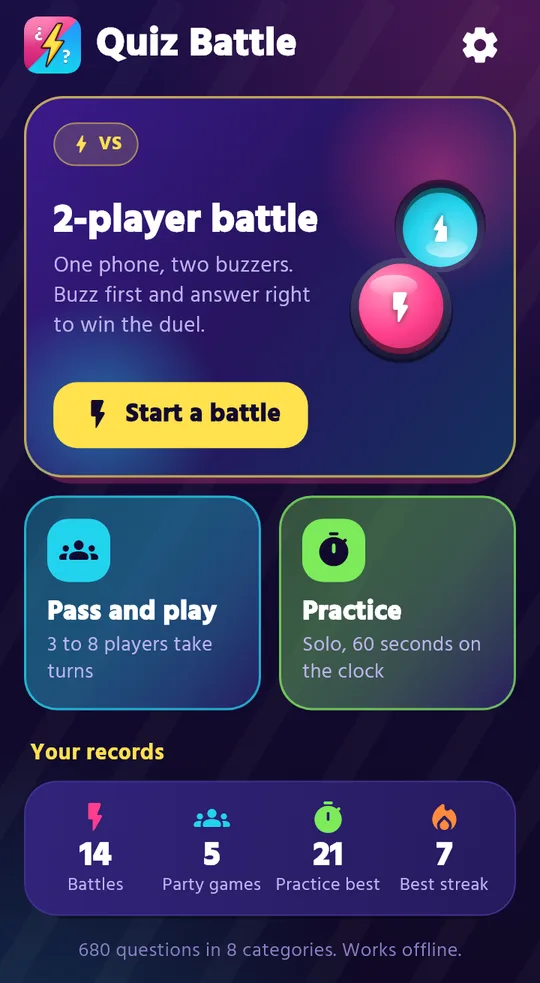 ¿ ?
Quiz Battle
VS
2-player battle
One phone, two buzzers.
Buzz first and answer right
to win the duel.
Start a battle
Pass and play
3 to 8 players take
turns
Practice
Solo, 60 seconds on
the clock
Your records
14
Battles
5
Party games
21
Practice best
7
Best streak
680 questions in 8 categories. Works offline.